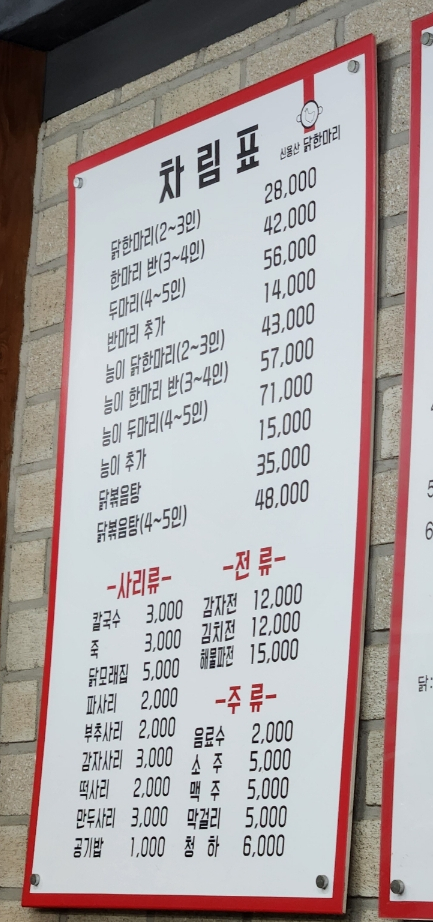 차림표
신용산 닭한마리
닭한마리(2~3인) 28,000
한마리 반(3~4인) 42,000
두마리(4~5인) 56,000
반마리 추가 14,000
능이 닭한마리(2~3인) 43,000
능이 한마리 반(3~4인) 57,000
능이 두마리(4~5인) 71,000
능이 추가 15,000
닭볶음탕 35,000
닭볶음탕(4~5인) 48,000
-사리류-
칼국수 3,000
죽 3,000
닭모래집 5,000
파사리 2,000
부추사리 2,000
감자사리 3,000
떡사리 2,000
만두사리 3,000
공기밥 1,000
-전 류-
감자전 12,000
김치전 12,000
해물파전 15,000
-주 류-
음료수 2,000
소 주 5,000
맥 주 5,000
막걸리 5,000
청 하 6,000
닭: